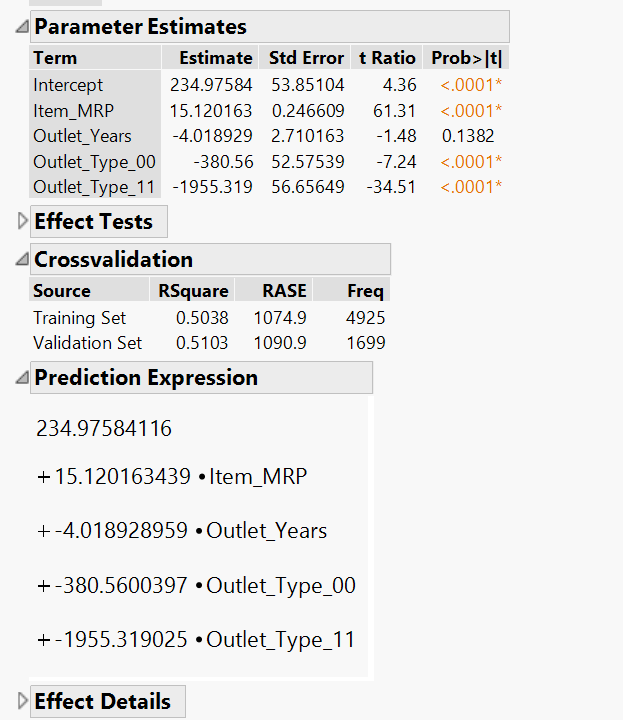 Parameter Estimates
Term Estimate Std Error t Ratio Prob>|t|
Intercept 234.97584 53.85104 4.36 <.0001*
Item_MRP 15.120163 0.246609 61.31 <.0001*
Outlet_Years -4.018929 2.710163 -1.48 0.1382
Outlet_Type_00 -380.56 52.57539 -7.24 <.0001*
Outlet_Type_11 -1955.319 56.65649 -34.51 <.0001*
Effect Tests
Crossvalidation
Source RSquare RASE Freq
Training Set 0.5038 1074.9 4925
Validation Set 0.5103 1090.9 1699
Prediction Expression
234.97584116
+ 15.120163439 • Item_MRP
+ -4.018928959 • Outlet_Years
+ -380.5600397 • Outlet_Type_00
+ -1955.319025 • Outlet_Type_11
Effect Details